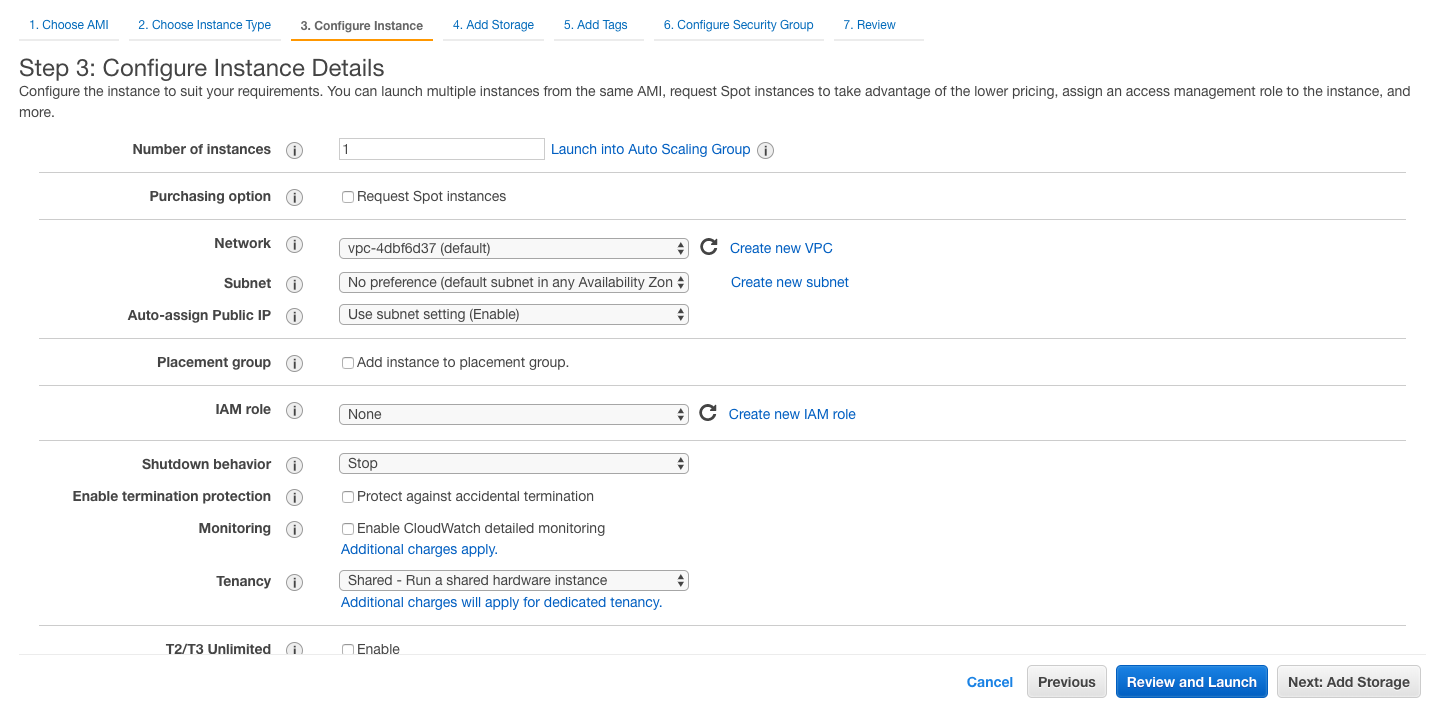 1. Choose AMI 2. Choose Instance Type 3. Configure Instance 4. Add Storage 5. Add Tags 6. Configure Security Group 7. Review
Step 3: Configure Instance Details
Configure the instance to suit your requirements. You can launch multiple instances from the same AMI, request Spot instances to take advantage of the lower pricing, assign an access management role to the instance, and
more.
Number of instances i 1 Launch into Auto Scaling Group i
Purchasing option i Request Spot instances
Network i vpc-4dbf6d37 (default) Create new VPC
Subnet i No preference (default subnet in any Availability Zon Create new subnet
Auto-assign Public IP i Use subnet setting (Enable)
Placement group i Add instance to placement group.
IAM role i None Create new IAM role
Shutdown behavior i Stop
Enable termination protection i Protect against accidental termination
Monitoring i Enable CloudWatch detailed monitoring
Additional charges apply.
Tenancy i Shared - Run a shared hardware instance
Additional charges will apply for dedicated tenancy.
T2/T3 Unlimited i Enable
Cancel Previous Review and Launch Next: Add Storage